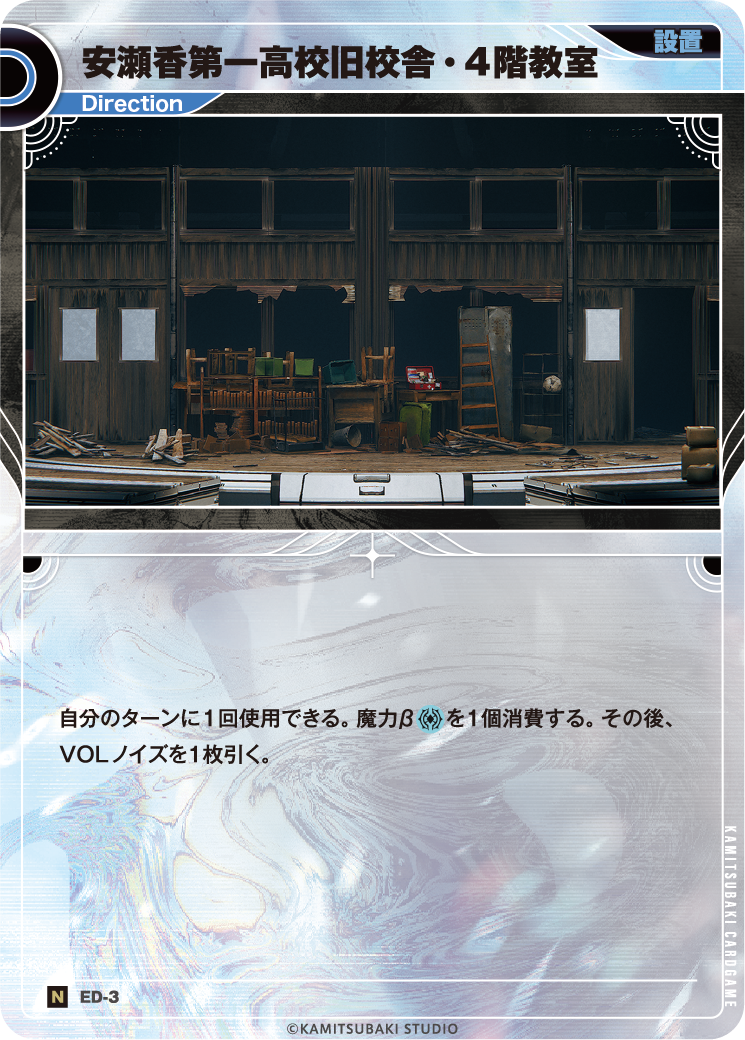 設置
安瀬香第一高校旧校舎・4階教室
Direction
自分のターンに1回使用できる。魔力βを1個消費する。その後、
VOLノイズを1枚引く。
KAMITSUBAKI CARDGAME
N ED-3
©KAMITSUBAKI STUDIO